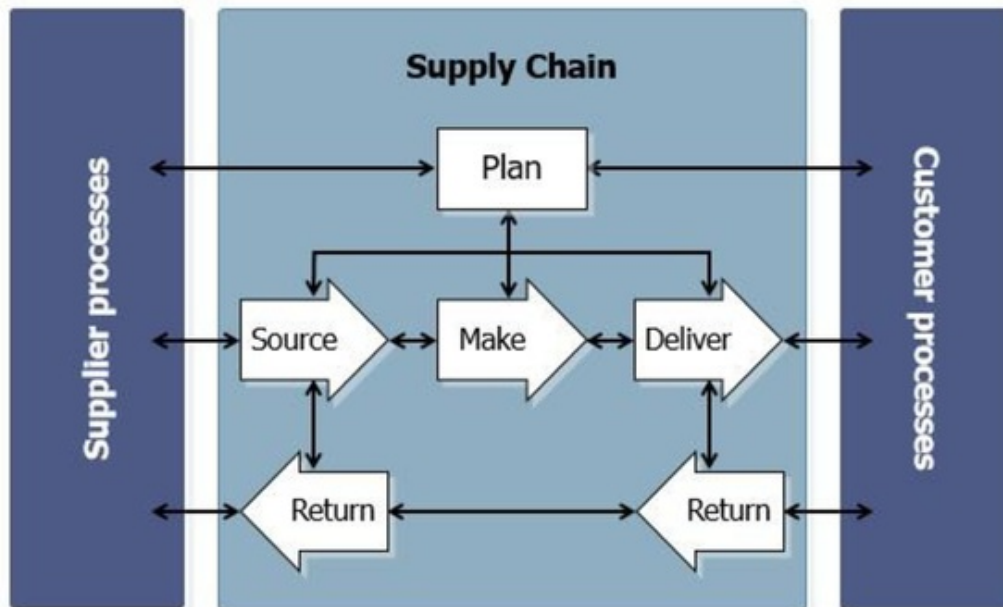 Supply Chain
Supplier processes
Plan
Customer processes
Source
Make
Deliver
Return
Return